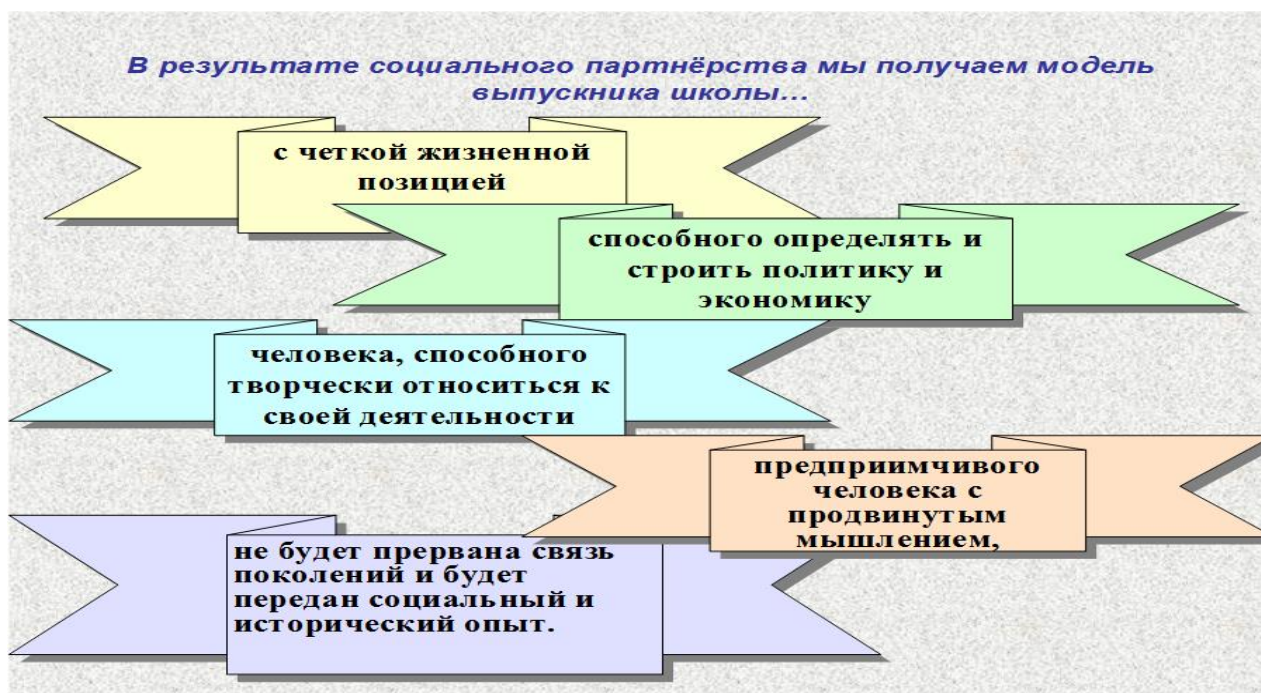 В результате социального партнёрства мы получаем модель
выпускника школы...
с четкой жизненной
позицией
способного определять и
строить политику и
экономику
человека, способного
творчески относиться к
своей деятельности
предприимчивого
человека с
продвинутым
мышлением,
не будет прервана связь
поколений и будет
передан социальный и
исторический опыт.